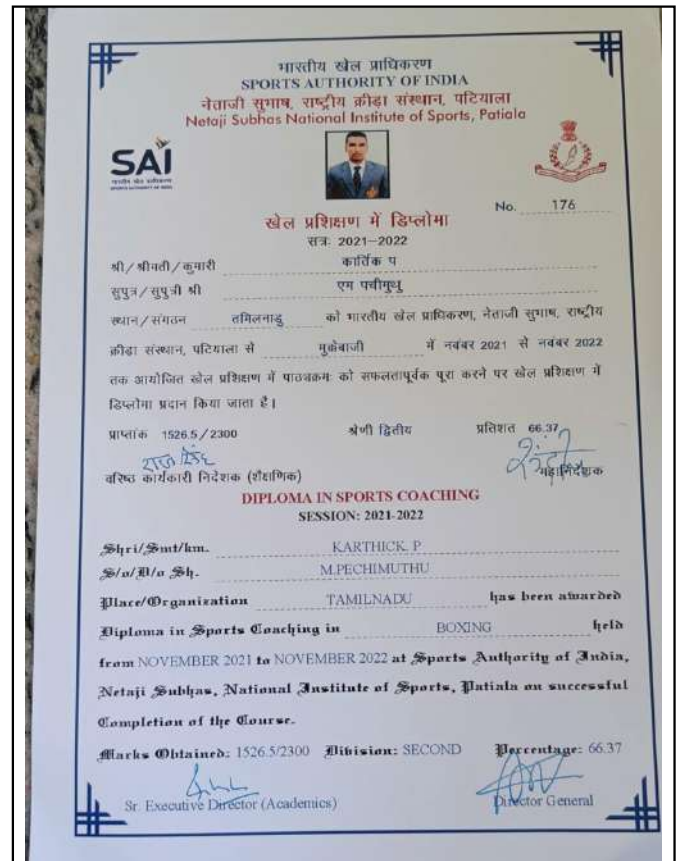 भारतीय खेल प्राधिकरण
SPORTS AUTHORITY OF INDIA
नेताजी सुभाष, राष्ट्रीय क्रीड़ा संस्थान, पटियाला
Netaji Subhas National Institute of Sports, Patiala
SAI
भारतीय खेल प्राधिकरण
SPORTS AUTHORITY OF INDIA
No. 176
खेल प्रशिक्षण में डिप्लोमा
सत्र: 2021-2022
श्री/श्रीमती/कुमारी कार्तिक प
सुपुत्र/सुपुत्री श्री एम पचीमुथु
स्थान/संगठन तमिलनाडु को भारतीय खेल प्राधिकरण, नेताजी सुभाष, राष्ट्रीय
क्रीड़ा संस्थान, पटियाला से मुक्केबाजी में नवंबर 2021 से नवंबर 2022
तक आयोजित खेल प्रशिक्षण में पाठ्यक्रम: को सफलतापूर्वक पूरा करने पर खेल प्रशिक्षण में
डिप्लोमा प्रदान किया जाता है।
प्राप्तांक 1526.5/2300 श्रेणी द्वितीय प्रतिशत 66.37
वरिष्ठ कार्यकारी निदेशक (शैक्षणिक) महानिदेशक
DIPLOMA IN SPORTS COACHING
SESSION: 2021-2022
Shri/Smt/km. KARTHICK. P
S/o/D/o Sh. M.PECHIMUTHU
Place/Organization TAMILNADU has been awarded
Diploma in Sports Coaching in BOXING held
from NOVEMBER 2021 to NOVEMBER 2022 at Sports Authority of India,
Netaji Subhas, National Institute of Sports, Patiala on successful
Completion of the Course.
Marks Obtained: 1526.5/2300 Division: SECOND Percentage: 66.37
Sr. Executive Director (Academics) Director General